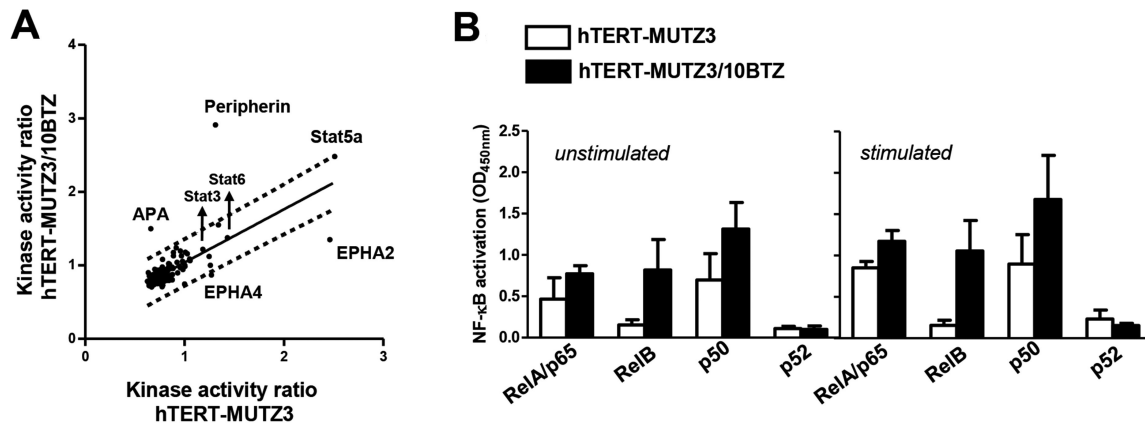 A
Kinase activity ratio
hTERT-MUTZ3/10BTZ
4
3
2
1
0
0
1
2
3
Peripherin
Stat5a
Stat6
Stat3
APA
EPHA2
EPHA4
Kinase activity ratio
hTERT-MUTZ3
B
hTERT-MUTZ3
hTERT-MUTZ3/10BTZ
NF-κB activation (OD450nm)
2.5
2.0
1.5
1.0
0.5
0.0
unstimulated
stimulated
RelA/p65
RelB
p50
p52
RelA/p65
RelB
p50
p52